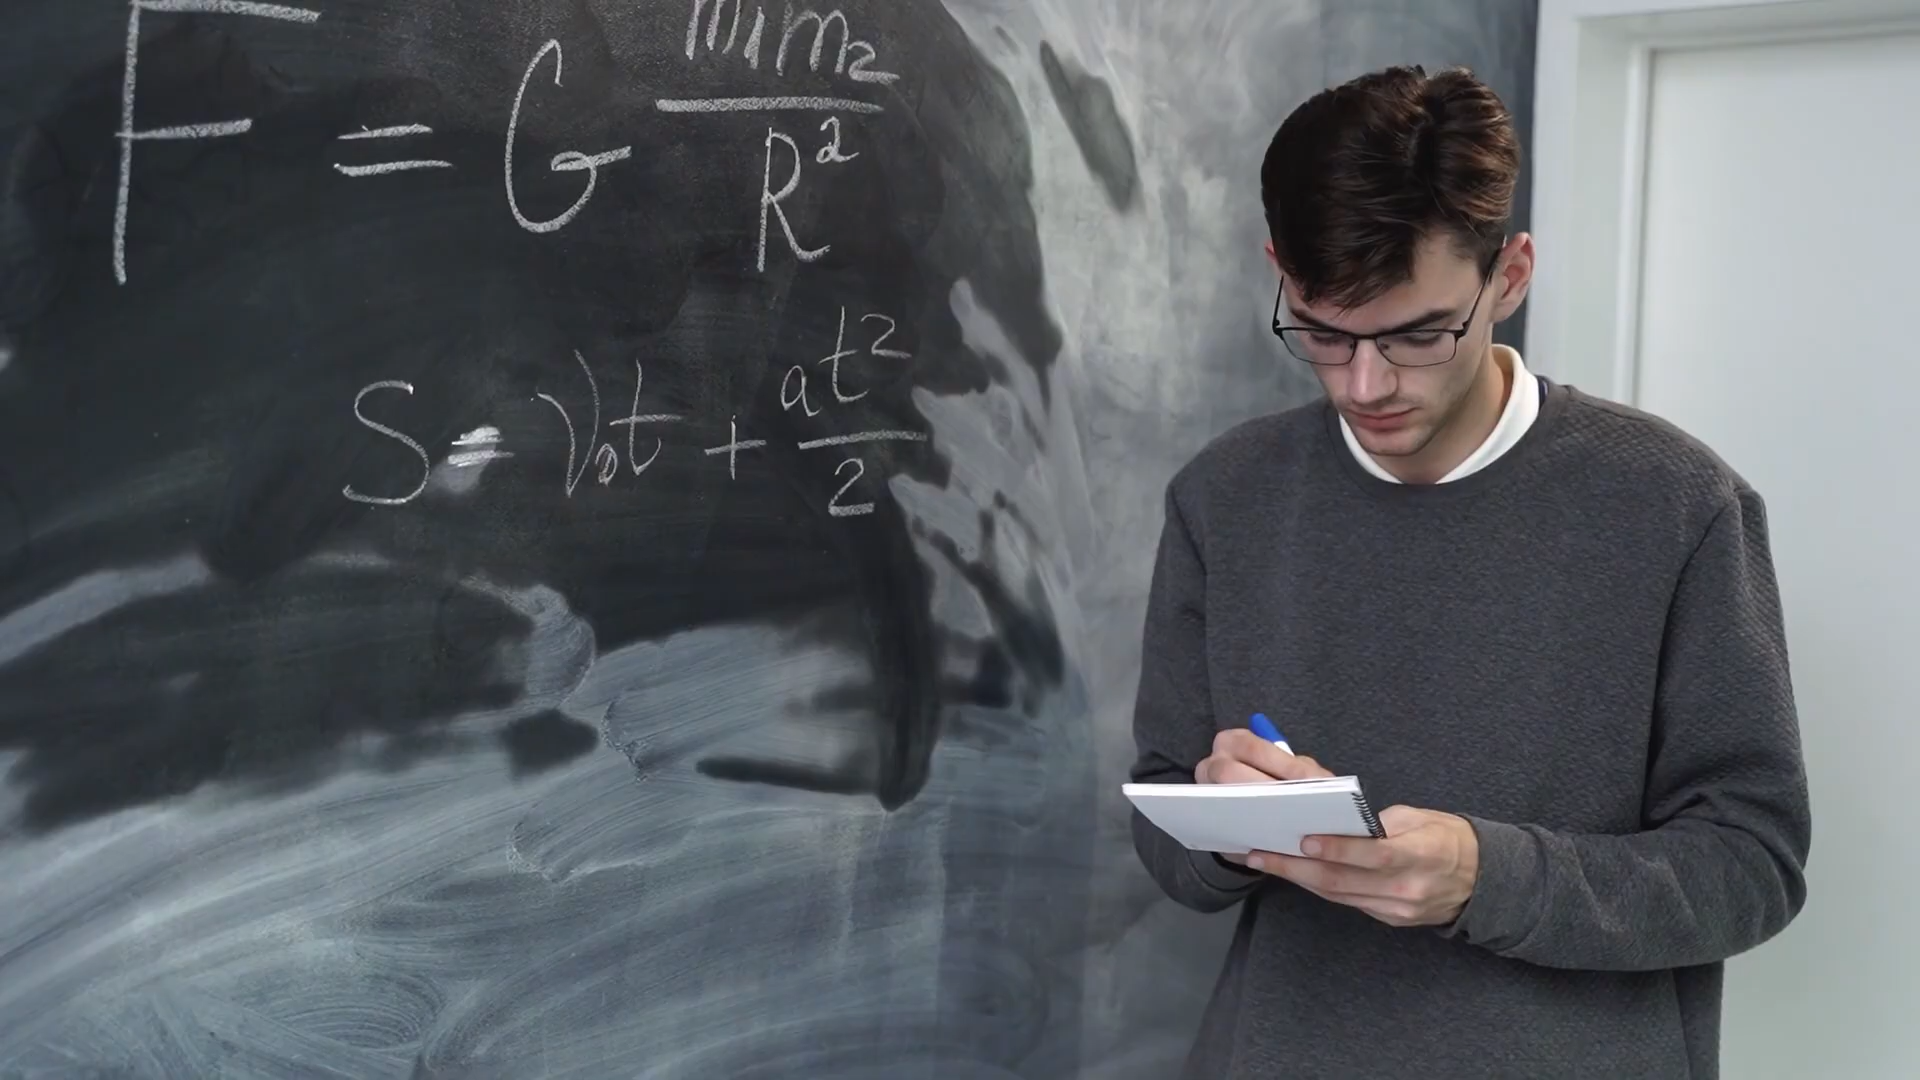 F = G m₁m₂/R²
S = V₀t + at²/2